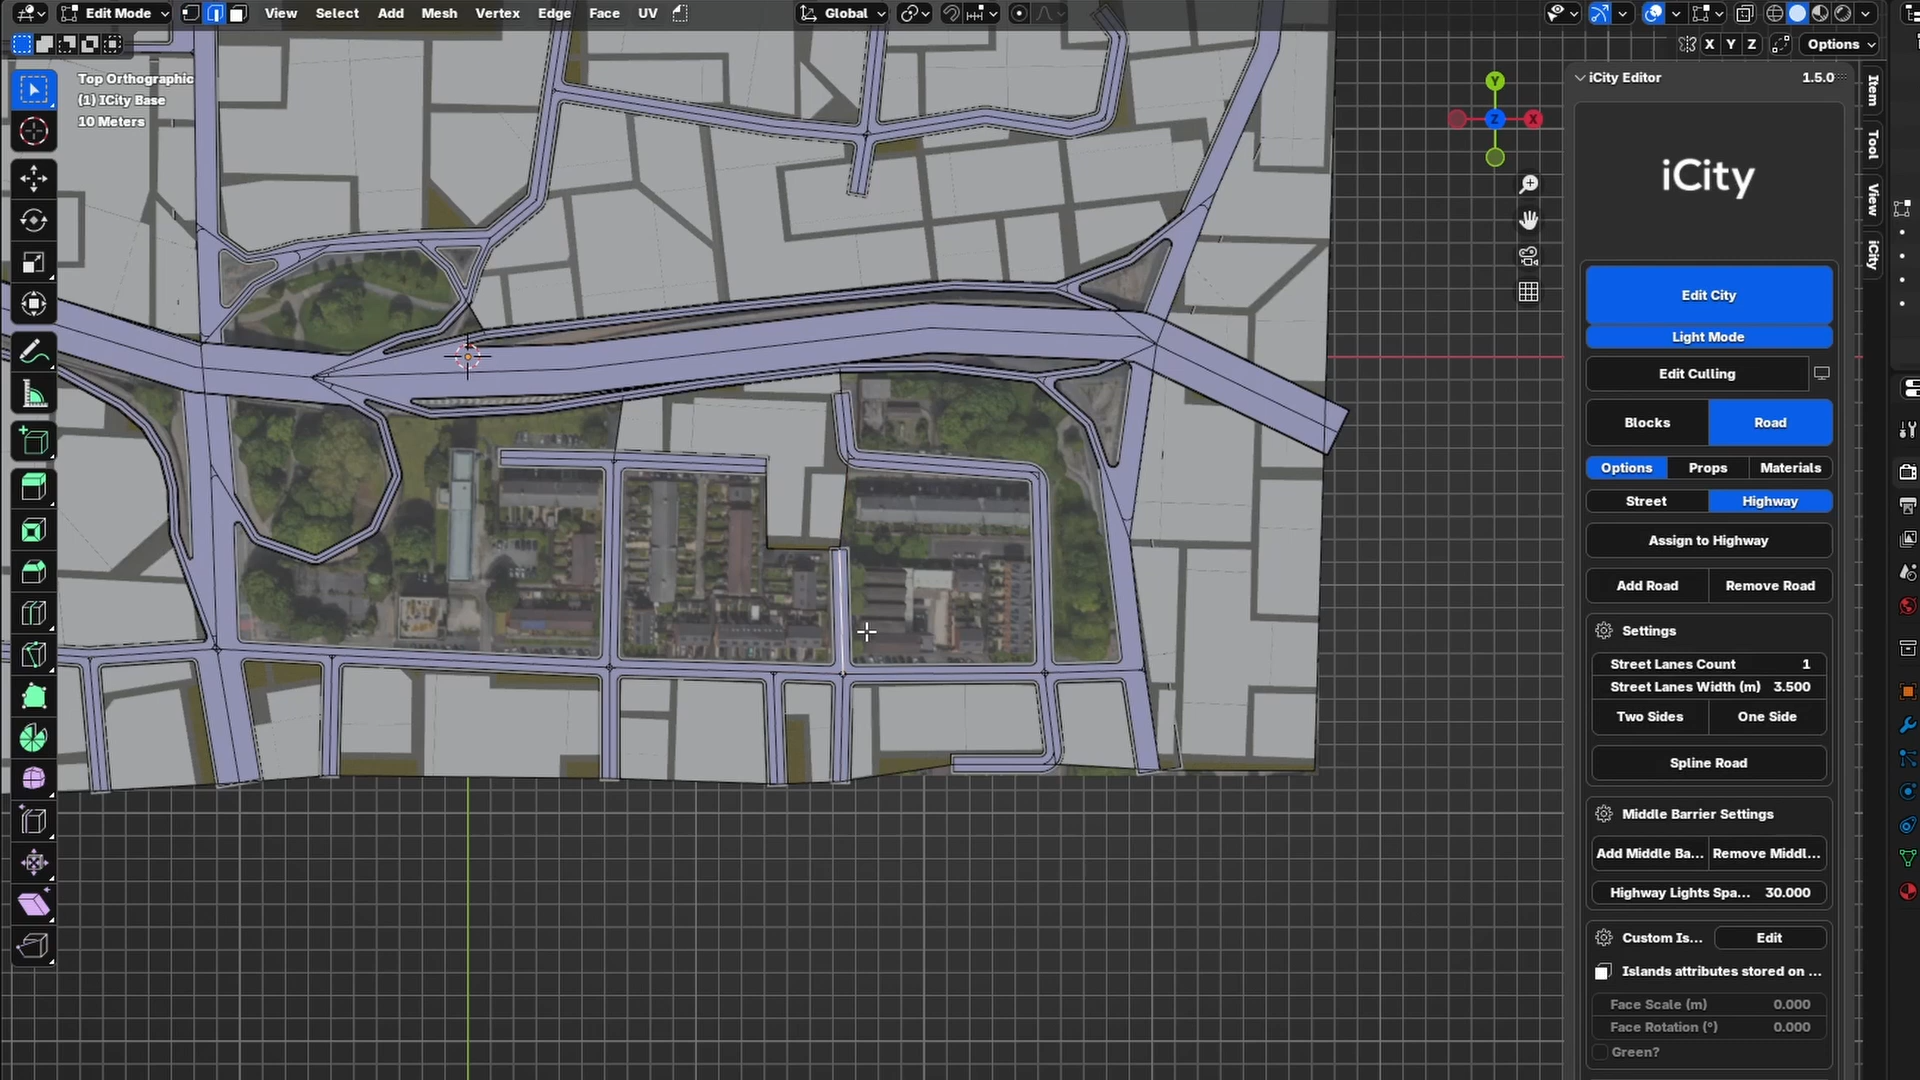 Edit Mode
View
Select
Add
Mesh
Vertex
Edge
Face
UV
Global
X
Y
Z
Options
Top Orthographic
(1) ICity Base
10 Meters
Y
Z
X
iCity Editor
1.5.0
Item
Tool
View
iCity
iCity
Edit City
Light Mode
Edit Culling
Blocks
Road
Options
Props
Materials
Street
Highway
Assign to Highway
Add Road
Remove Road
Settings
Street Lanes Count 1
Street Lanes Width (m) 3.500
Two Sides
One Side
Spline Road
Middle Barrier Settings
Add Middle Ba...
Remove Middl...
Highway Lights Spa... 30.000
Custom Is...
Edit
Islands attributes stored on ...
Face Scale (m) 0.000
Face Rotation (°) 0.000
Green?